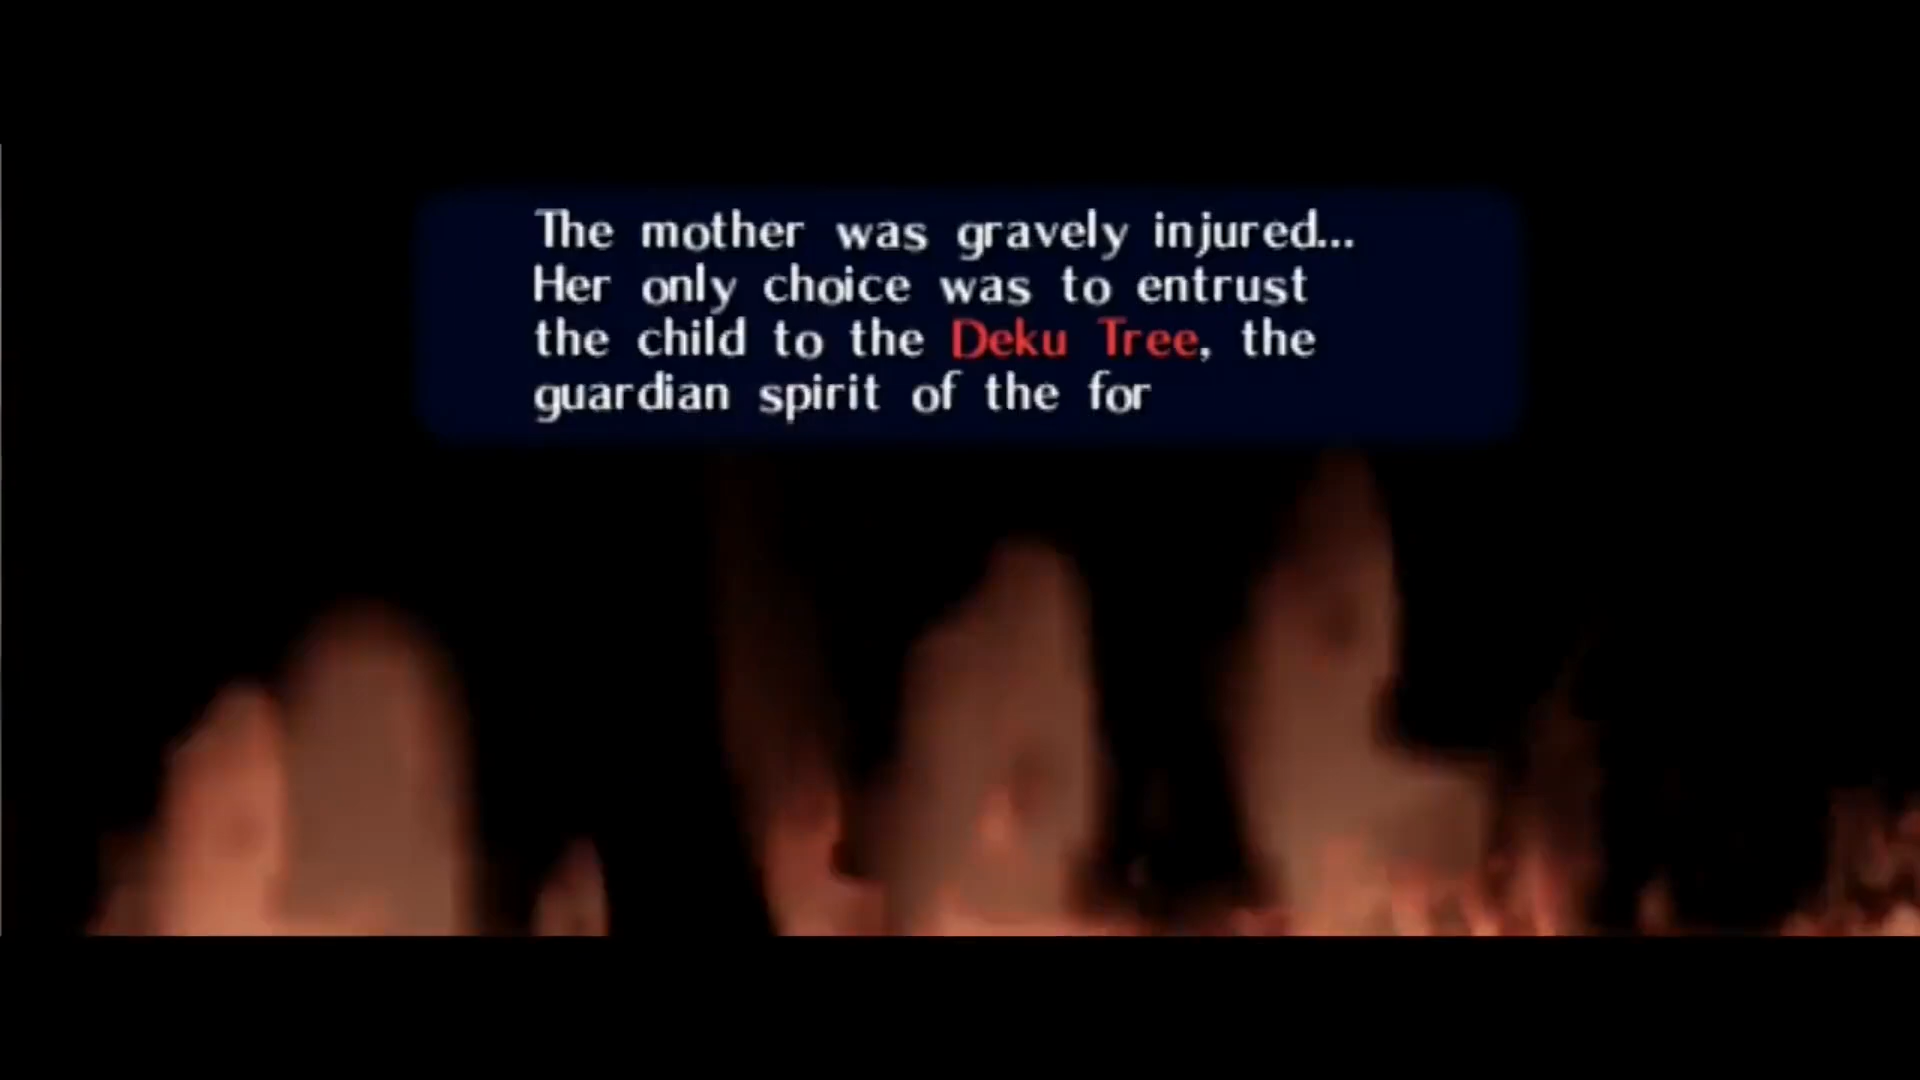 The mother was gravely injured...
Her only choice was to entrust
the child to the Deku Tree, the
guardian spirit of the for